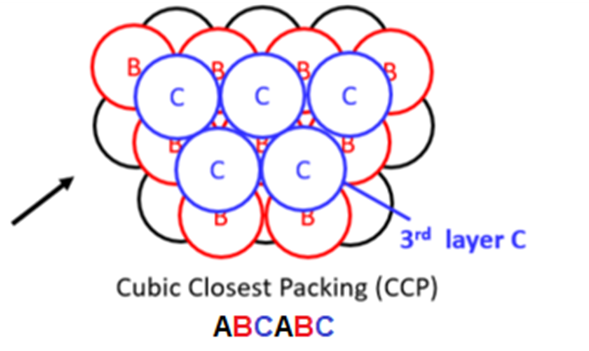 B B B B
C C C
B B B
C C
B B
3rd layer C
Cubic Closest Packing (CCP)
ABCABC